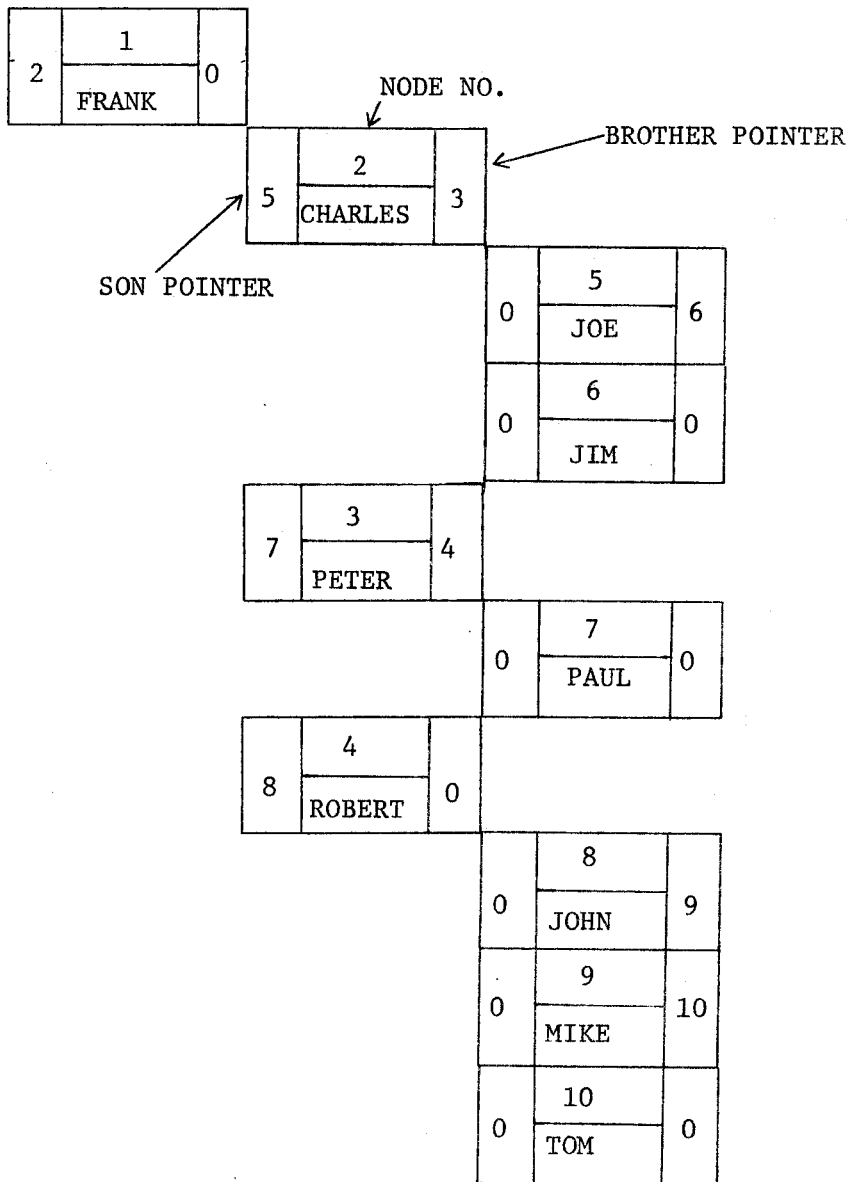 1
2 0
FRANK
NODE NO.
BROTHER POINTER
2
5 3
CHARLES
SON POINTER
5
0 6
JOE
6
0 0
JIM
3
7 4
PETER
7
0 0
PAUL
4
8 0
ROBERT
8
0 9
JOHN
9
0 10
MIKE
10
0 0
TOM